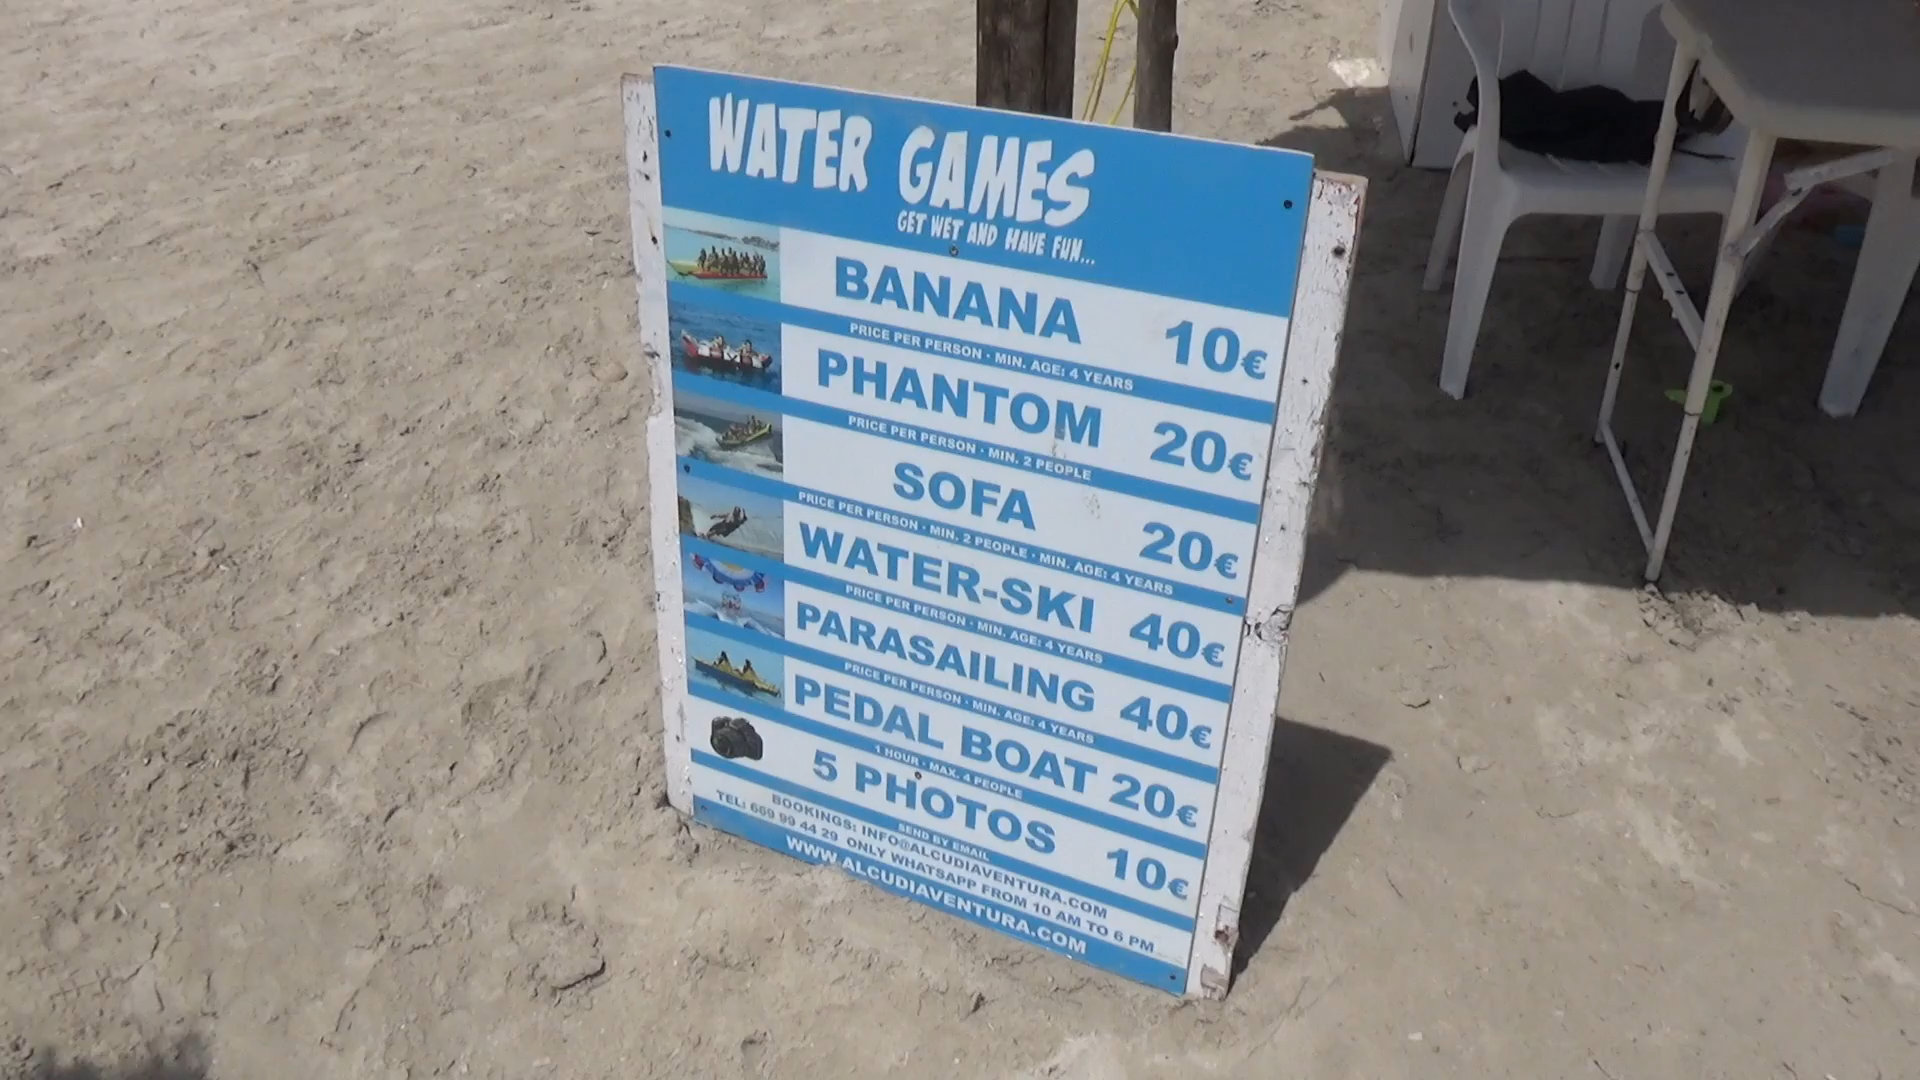 WATER GAMES
GET WET AND HAVE FUN...
BANANA 10€
PRICE PER PERSON · MIN. AGE: 4 YEARS
PHANTOM 20€
PRICE PER PERSON · MIN. 2 PEOPLE
SOFA 20€
PRICE PER PERSON · MIN. 2 PEOPLE · MIN. AGE: 4 YEARS
WATER-SKI 40€
PRICE PER PERSON · MIN. AGE: 4 YEARS
PARASAILING 40€
PRICE PER PERSON · MIN. AGE: 4 YEARS
PEDAL BOAT 20€
1 HOUR · MAX. 4 PEOPLE
5 PHOTOS 10€
SEND BY EMAIL
BOOKINGS: INFO@ALCUDIAVENTURA.COM
TEL: 669 99 44 29 ONLY WHATSAPP FROM 10 AM TO 6 PM
WWW.ALCUDIAVENTURA.COM